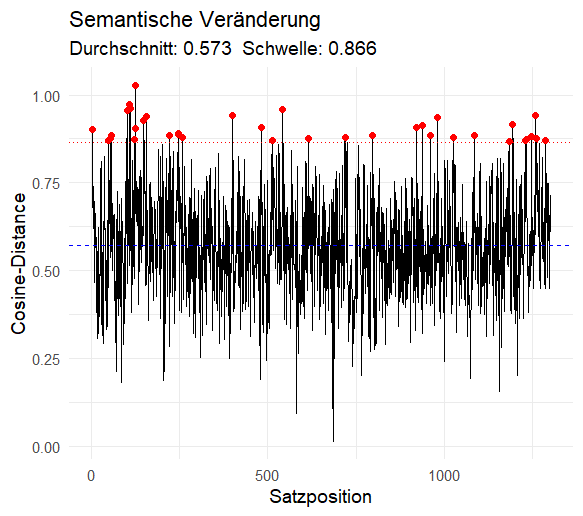 Semantische Veränderung
Durchschnitt: 0.573  Schwelle: 0.866
1.00
0.75
0.50
0.25
0.00
Cosine-Distance
0
500
1000
Satzposition